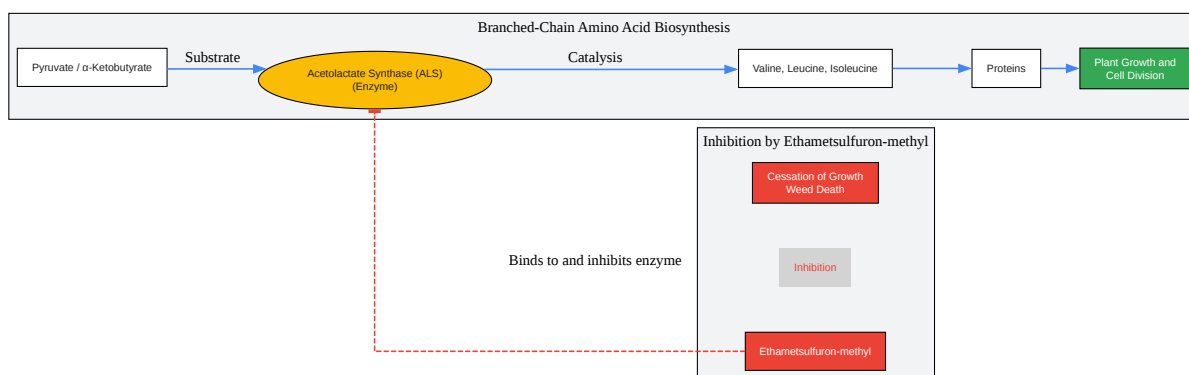 Branched-Chain Amino Acid Biosynthesis
Pyruvate / α-Ketobutyrate
Substrate
Acetolactate Synthase (ALS)
(Enzyme)
Catalysis
Valine, Leucine, Isoleucine
Proteins
Plant Growth and
Cell Division
Inhibition by Ethametsulfuron-methyl
Cessation of Growth
Weed Death
Binds to and inhibits enzyme
Inhibition
Ethametsulfuron-methyl